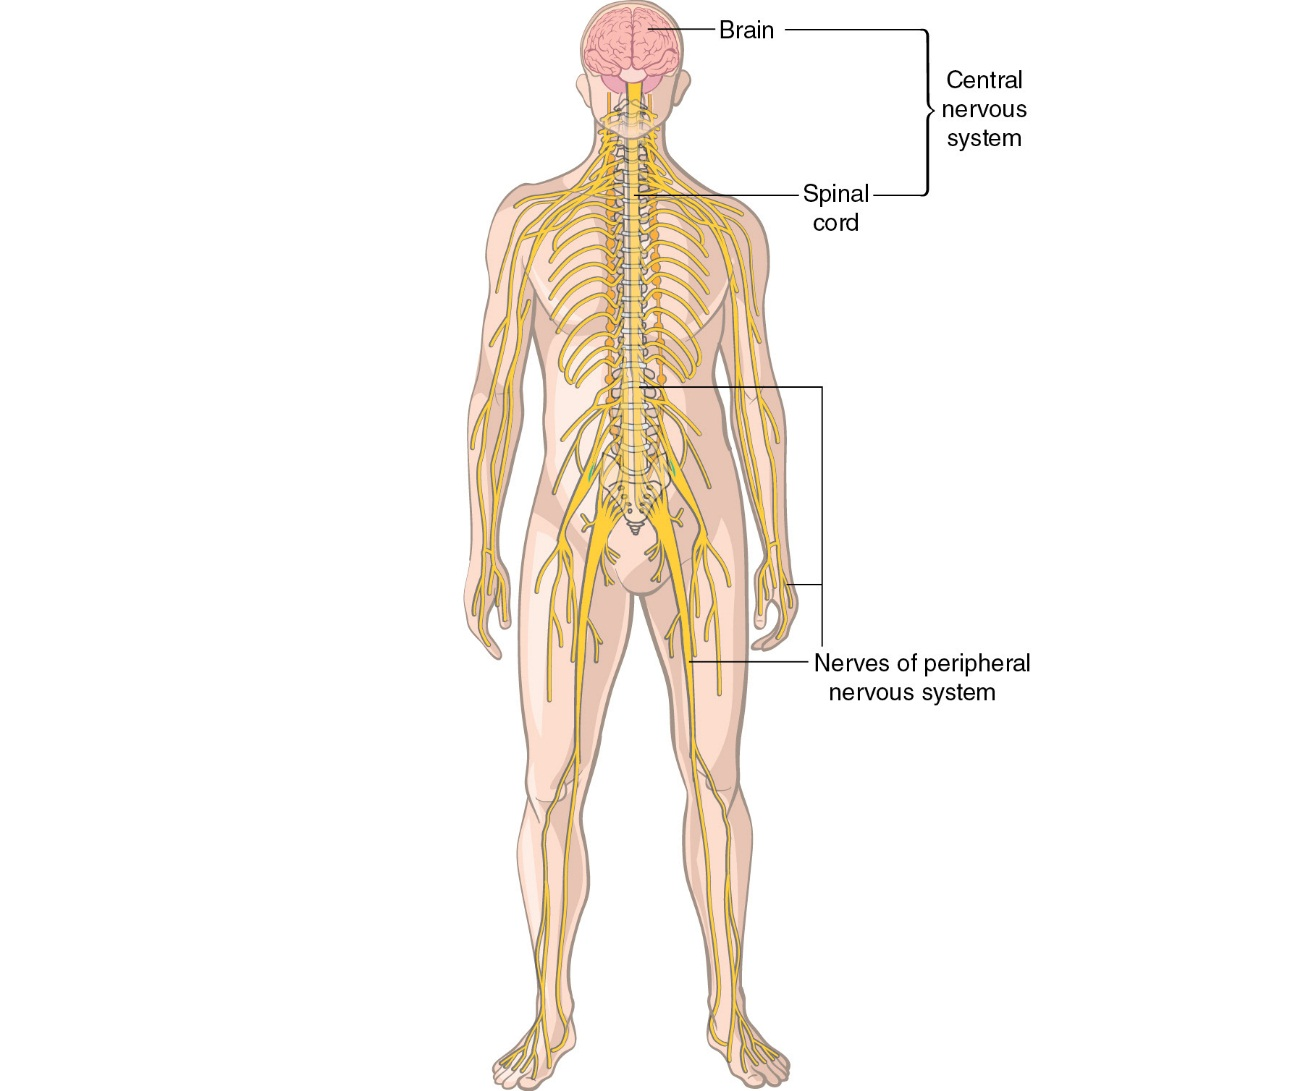 Brain
Central
nervous
system
Spinal
cord
Nerves of peripheral
nervous system